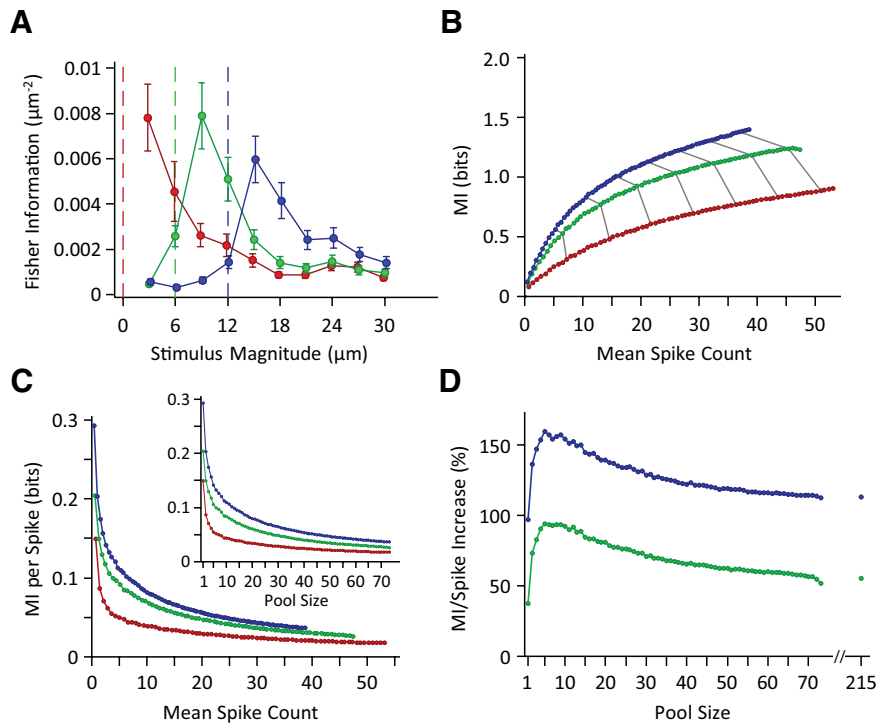 A
Fisher Information (μm⁻²)
0.01
0.008
0.006
0.004
0.002
0
0 6 12 18 24 30
Stimulus Magnitude (μm)
B
MI (bits)
2.0
1.5
1.0
0.5
0
0 10 20 30 40 50
Mean Spike Count
C
MI per Spike (bits)
0.3
0.2
0.1
0
0 10 20 30 40 50
Mean Spike Count
0.3
0.2
0.1
0
1 10 20 30 40 50 60 70
Pool Size
D
MI/Spike Increase (%)
150
100
50
0
1 10 20 30 40 50 60 70 // 215
Pool Size